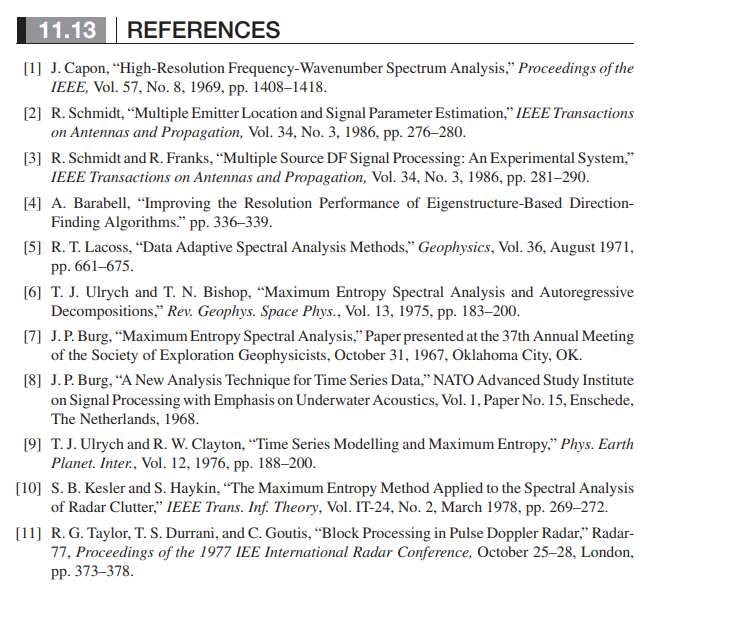 11.13 REFERENCES
[1] J. Capon, “High-Resolution Frequency-Wavenumber Spectrum Analysis,” Proceedings of the
IEEE, Vol. 57, No. 8, 1969, pp. 1408–1418.
[2] R. Schmidt, “Multiple Emitter Location and Signal Parameter Estimation,” IEEE Transactions
on Antennas and Propagation, Vol. 34, No. 3, 1986, pp. 276–280.
[3] R. Schmidt and R. Franks, “Multiple Source DF Signal Processing: An Experimental System,”
IEEE Transactions on Antennas and Propagation, Vol. 34, No. 3, 1986, pp. 281–290.
[4] A. Barabell, “Improving the Resolution Performance of Eigenstructure-Based Direction-
Finding Algorithms.” pp. 336–339.
[5] R. T. Lacoss, “Data Adaptive Spectral Analysis Methods,” Geophysics, Vol. 36, August 1971,
pp. 661–675.
[6] T. J. Ulrych and T. N. Bishop, “Maximum Entropy Spectral Analysis and Autoregressive
Decompositions,” Rev. Geophys. Space Phys., Vol. 13, 1975, pp. 183–200.
[7] J. P. Burg, “Maximum Entropy Spectral Analysis,” Paper presented at the 37th Annual Meeting
of the Society of Exploration Geophysicists, October 31, 1967, Oklahoma City, OK.
[8] J. P. Burg, “A New Analysis Technique for Time Series Data,” NATO Advanced Study Institute
on Signal Processing with Emphasis on Underwater Acoustics, Vol. 1, Paper No. 15, Enschede,
The Netherlands, 1968.
[9] T. J. Ulrych and R. W. Clayton, “Time Series Modelling and Maximum Entropy,” Phys. Earth
Planet. Inter., Vol. 12, 1976, pp. 188–200.
[10] S. B. Kesler and S. Haykin, “The Maximum Entropy Method Applied to the Spectral Analysis
of Radar Clutter,” IEEE Trans. Inf. Theory, Vol. IT-24, No. 2, March 1978, pp. 269–272.
[11] R. G. Taylor, T. S. Durrani, and C. Goutis, “Block Processing in Pulse Doppler Radar,” Radar-
77, Proceedings of the 1977 IEE International Radar Conference, October 25–28, London,
pp. 373–378.